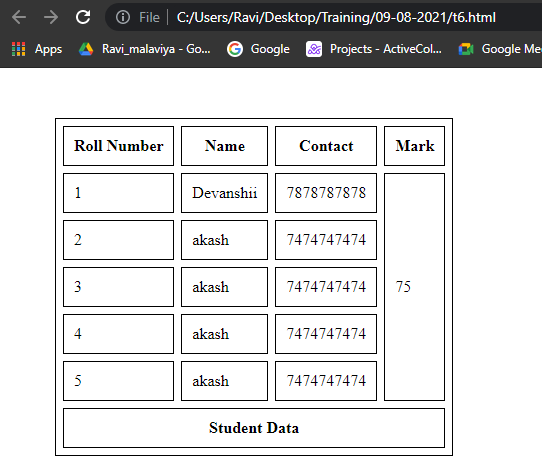 File | C:/Users/Ravi/Desktop/Training/09-08-2021/t6.html
Apps Ravi_malaviya - Go... Google Projects - ActiveCol... Google Me
Roll Number Name Contact Mark
1 Devanshii 7878787878
2 akash 7474747474
3 akash 7474747474 75
4 akash 7474747474
5 akash 7474747474
Student Data